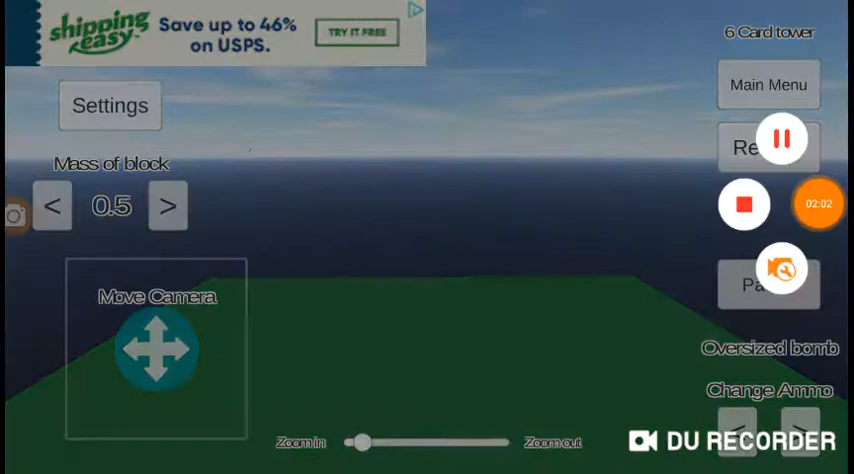 shipping easy
Save up to 46% on USPS.
TRY IT FREE
6 Card tower
Settings
Main Menu
Mass of block
< 0.5 >
02:02
Move Camera
Oversized bomb
Change Ammo
< >
Zoom in
Zoom out
DU RECORDER